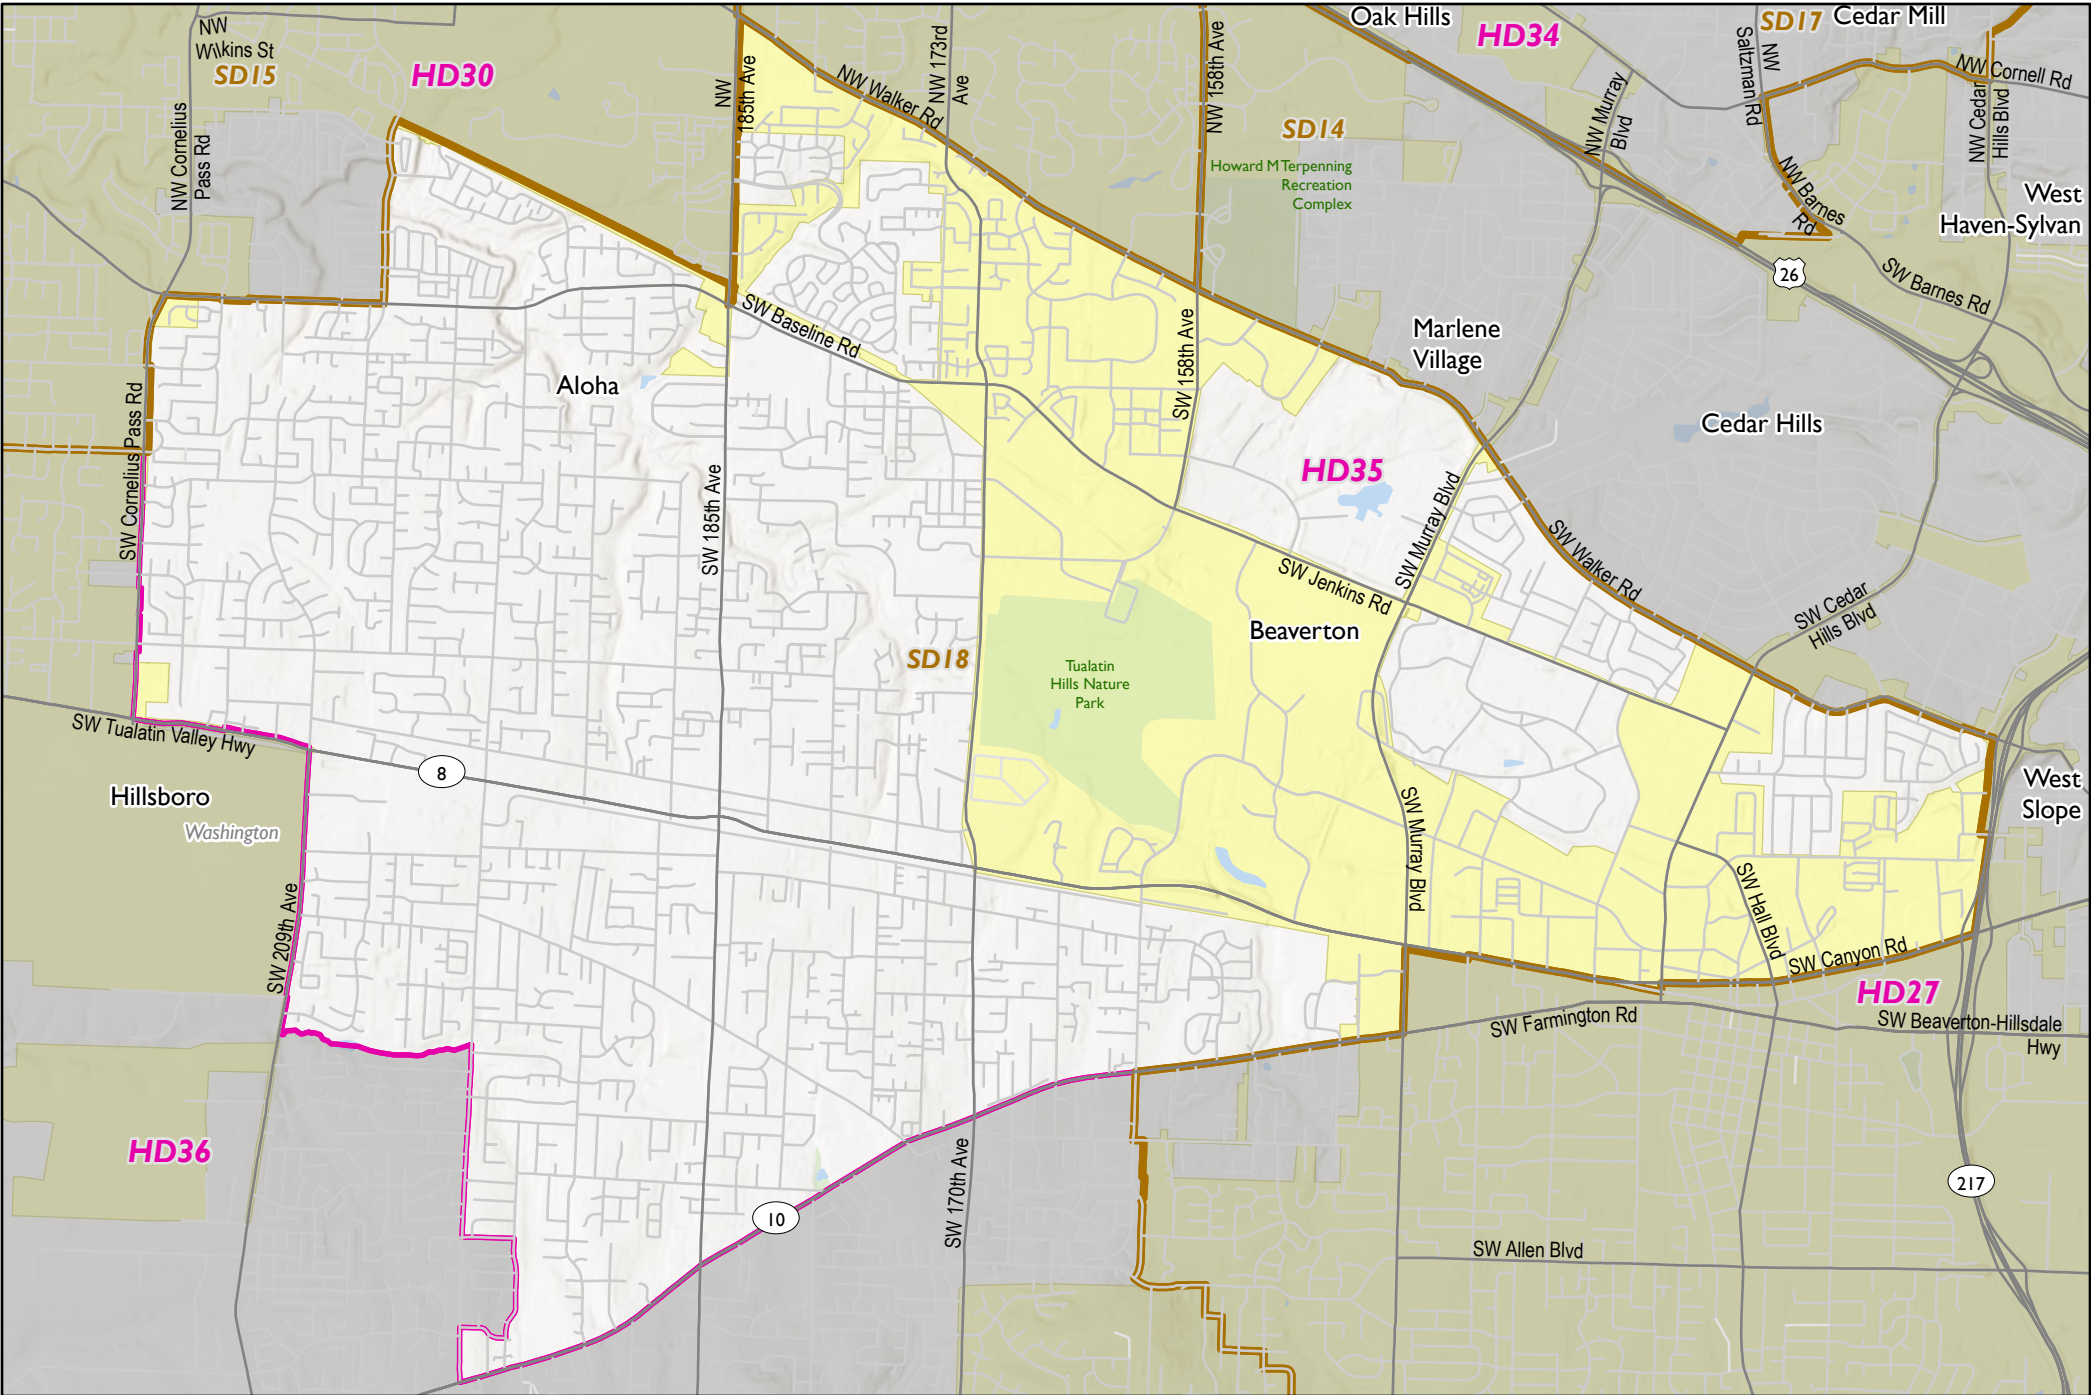 NW
Wilkins St
SD15
HD30
NW Cornelius
Pass Rd
NW
185th Ave
NW Walker Rd
NW 173rd
Ave
NW 158th Ave
SD14
Howard M Terpenning
Recreation
Complex
Oak Hills
HD34
SD17
Cedar Mill
NW
Saltzman Rd
NW Murray
Blvd
NW Cornell Rd
NW Cedar
Hills Blvd
NW Barnes
Rd
West
Haven-Sylvan
26
SW Barnes Rd
SW Baseline Rd
SW 158th Ave
Marlene
Village
Aloha
SW Cornelius Pass Rd
SW 185th Ave
Cedar Hills
HD35
SW Murray Blvd
SW Walker Rd
SW Jenkins Rd
SW Cedar
Hills Blvd
Beaverton
SD18
Tualatin
Hills Nature
Park
SW Tualatin Valley Hwy
8
Hillsboro
Washington
West
Slope
SW Murray Blvd
SW Hall Blvd
SW 209th Ave
SW Canyon Rd
HD27
SW Farmington Rd
SW Beaverton-Hillsdale
Hwy
HD36
SW 170th Ave
10
217
SW Allen Blvd